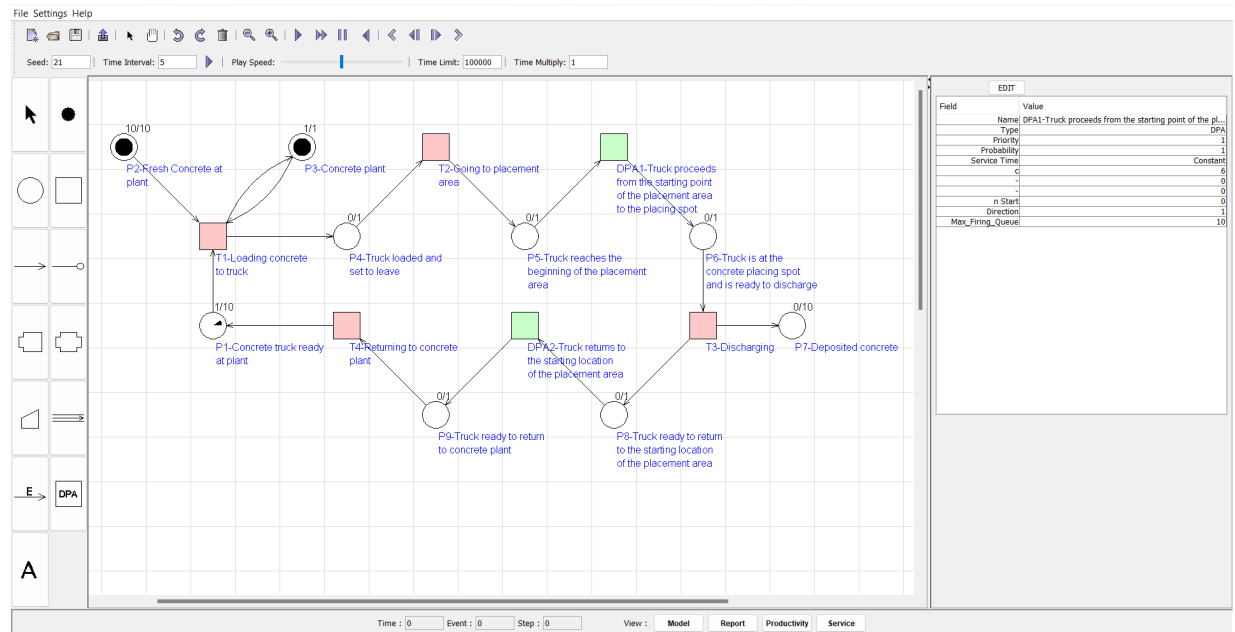 File Settings Help
Seed: 21 Time Interval: 5 Play Speed: Time Limit: 100000 Time Multiply: 1
EDIT
Field Value
Name DPA1-Truck proceeds from the starting point of the pl...
Type DPA
Priority 1
Probability 1
Service Time Constant
c 6
- 0
- 0
n Start 0
Direction 1
Max_Firing_Queue 10
10/10
P2-Fresh Concrete at
plant
1/1
P3-Concrete plant
T2-Going to placement
area
DPA1-Truck proceeds
from the starting point
of the placement area
to the placing spot
T1-Loading concrete
to truck
0/1
P4-Truck loaded and
set to leave
0/1
P5-Truck reaches the
beginning of the placement
area
0/1
P6-Truck is at the
concrete placing spot
and is ready to discharge
1/10
P1-Concrete truck ready
at plant
T4-Returning to concrete
plant
DPA2-Truck returns to
the starting location
of the placement area
T3-Discharging
0/10
P7-Deposited concrete
0/1
P9-Truck ready to return
to concrete plant
0/1
P8-Truck ready to return
to the starting location
of the placement area
E
DPA
A
Time : 0 Event : 0 Step : 0 View : Model Report Productivity Service